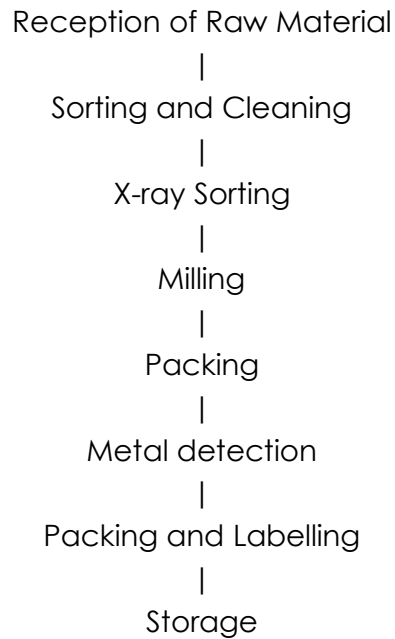 Reception of Raw Material
|
Sorting and Cleaning
|
X-ray Sorting
|
Milling
|
Packing
|
Metal detection
|
Packing and Labelling
|
Storage